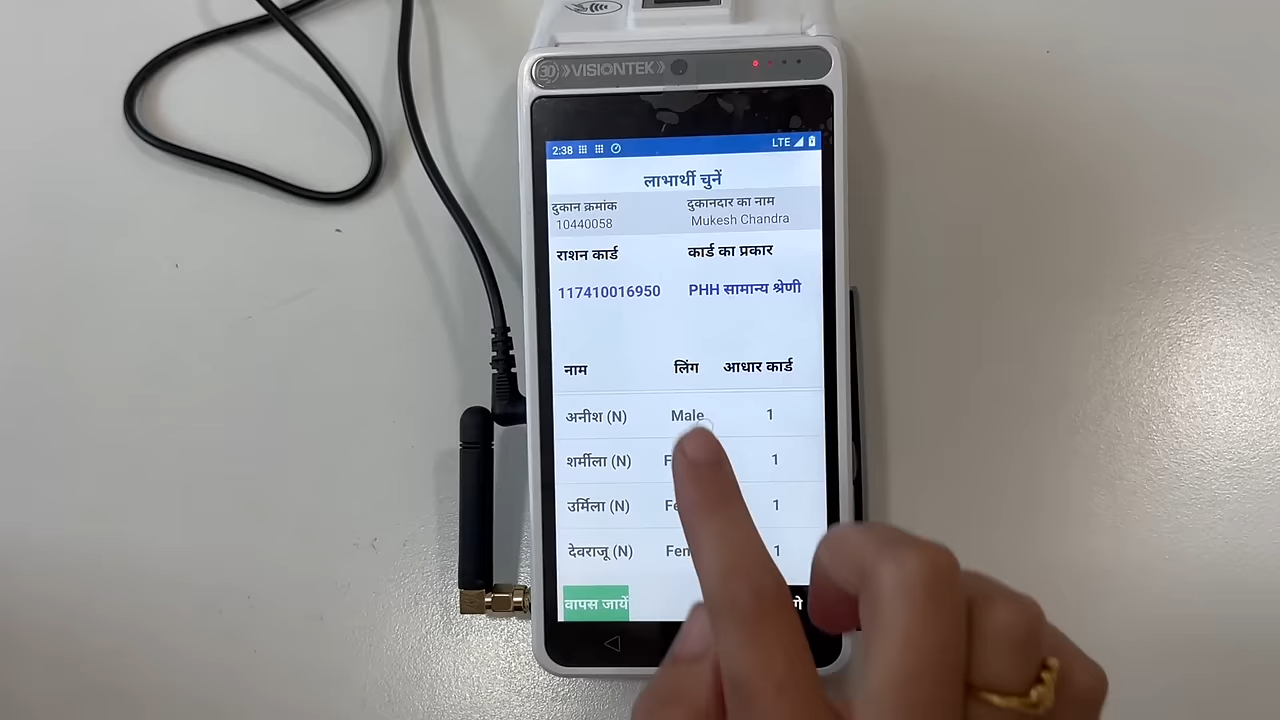 30 VISIONTEK
2:38 LTE
लाभार्थी चुनें
दुकान क्रमांक दुकानदार का नाम
10440058 Mukesh Chandra
राशन कार्ड कार्ड का प्रकार
117410016950 PHH सामान्य श्रेणी
नाम लिंग आधार कार्ड
अनीश (N) Male 1
शर्मीला (N) 1
उर्मिला (N) 1
देवराजू (N) 1
वापस जायें